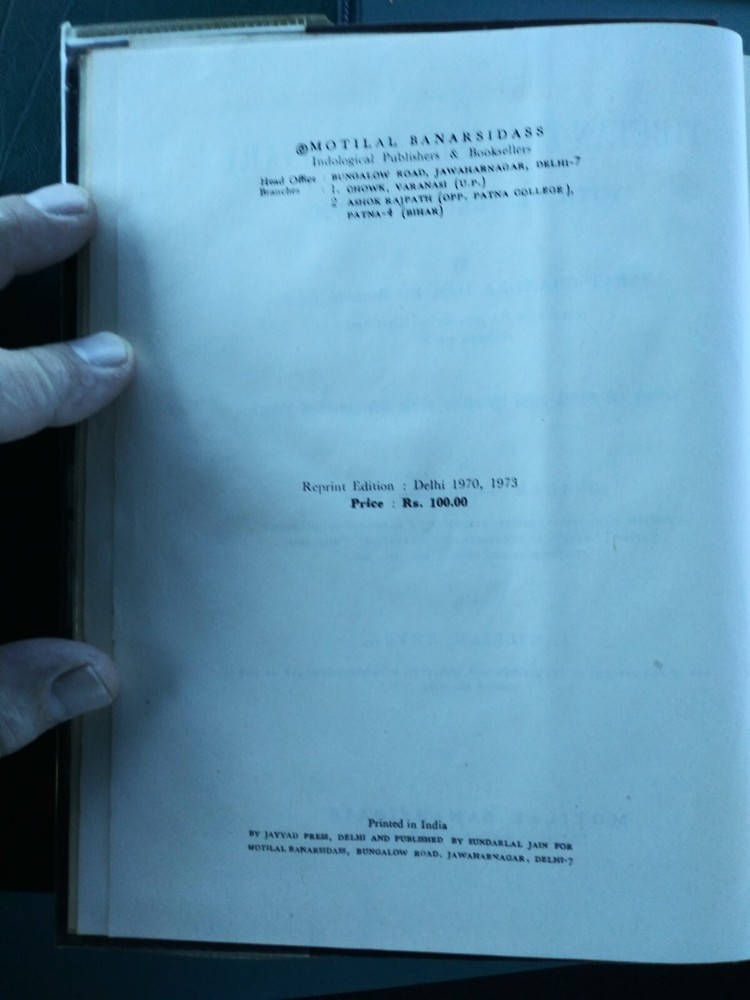 ©MOTILAL BANARSIDASS
Indological Publishers & Booksellers
Head Office : BUNGALOW ROAD, JAWAHARNAGAR, DELHI-7
Branches : 1. CHOWK, VARANASI (U.P.)
2 ASHOK RAJPATH (OPP. PATNA COLLEGE),
PATNA-4 (BIHAR)
Reprint Edition : Delhi 1970, 1973
Price : Rs. 100.00
Printed in India
BY JAYYAD PRESS, DELHI AND PUBLISHED BY SUNDARLAL JAIN FOR
MOTILAL BANARSIDASS, BUNGALOW ROAD, JAWAHARNAGAR, DELHI-7